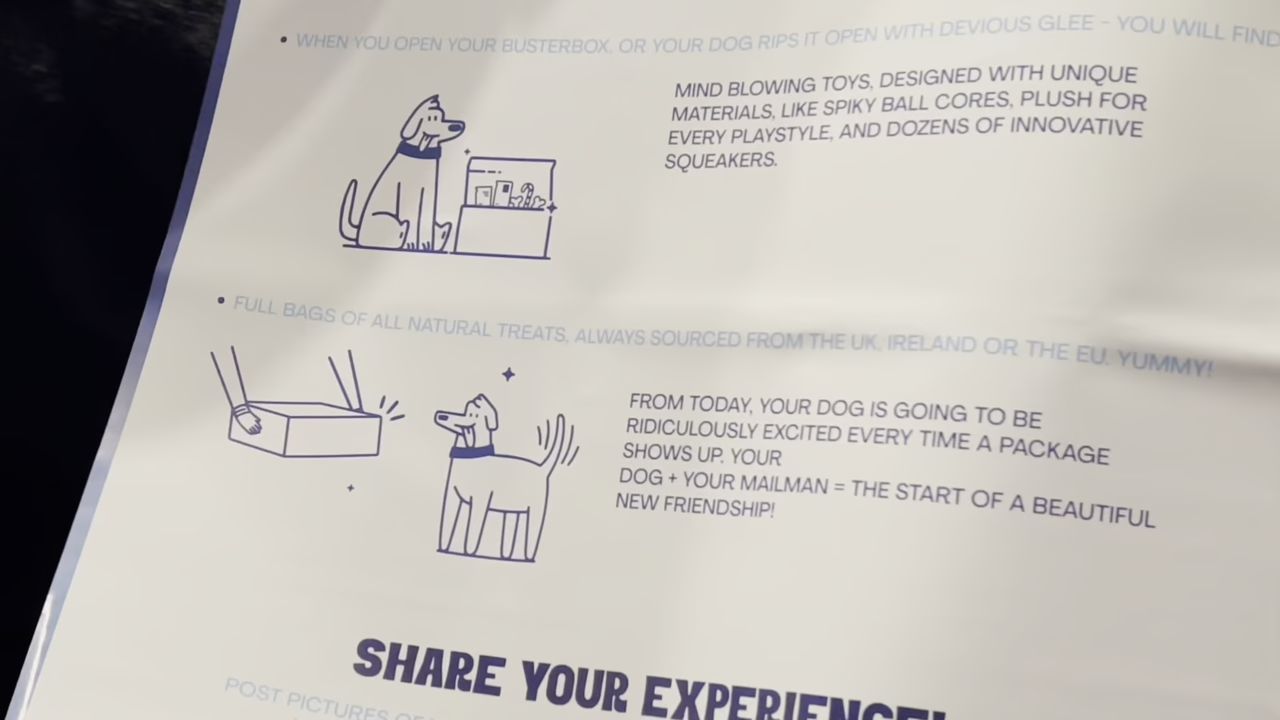 • WHEN YOU OPEN YOUR BUSTERBOX, OR YOUR DOG RIPS IT OPEN WITH DEVIOUS GLEE - YOU WILL FIND
MIND BLOWING TOYS, DESIGNED WITH UNIQUE
MATERIALS, LIKE SPIKY BALL CORES, PLUSH FOR
EVERY PLAYSTYLE, AND DOZENS OF INNOVATIVE
SQUEAKERS.
• FULL BAGS OF ALL NATURAL TREATS, ALWAYS SOURCED FROM THE UK, IRELAND OR THE EU. YUMMY!
FROM TODAY, YOUR DOG IS GOING TO BE
RIDICULOUSLY EXCITED EVERY TIME A PACKAGE
SHOWS UP. YOUR
DOG + YOUR MAILMAN = THE START OF A BEAUTIFUL
NEW FRIENDSHIP!
SHARE YOUR EXPERIENCE!
POST PICTURES OF